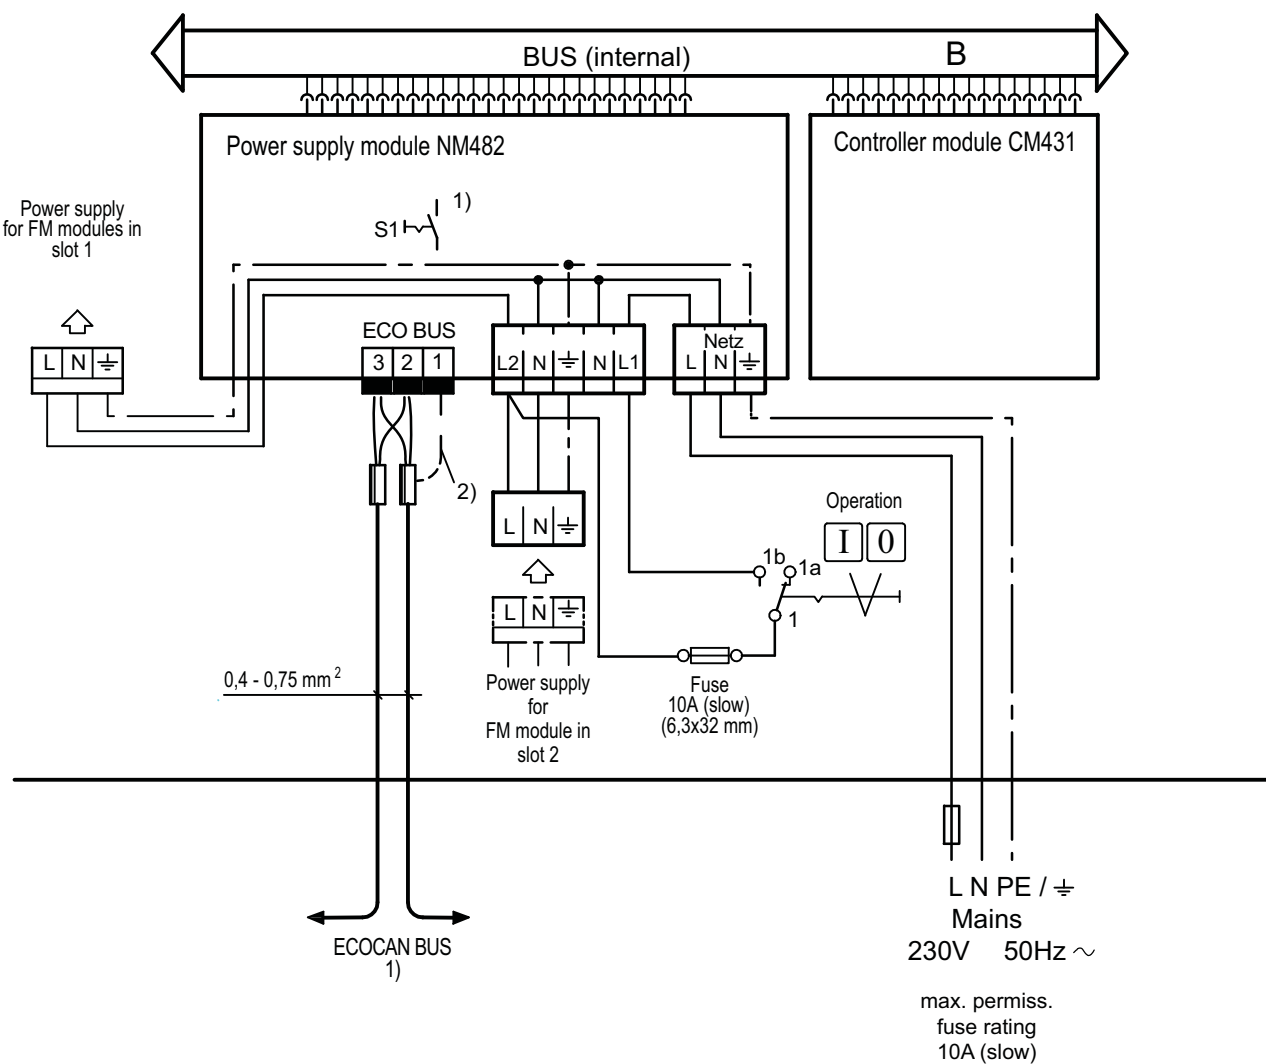 BUS (internal)
B
Power supply module NM482
Controller module CM431
Power supply
for FM modules in
slot 1
S1
1)
ECO BUS
Netz
L N
3 2 1
L2 N N L1
L N
2)
L N
Operation
I 0
1b
1a
1
L N
0,4 - 0,75 mm²
Power supply
for
FM module in
slot 2
Fuse
10A (slow)
(6,3x32 mm)
ECOCAN BUS
1)
L N PE /
Mains
230V 50Hz ~
max. permiss.
fuse rating
10A (slow)